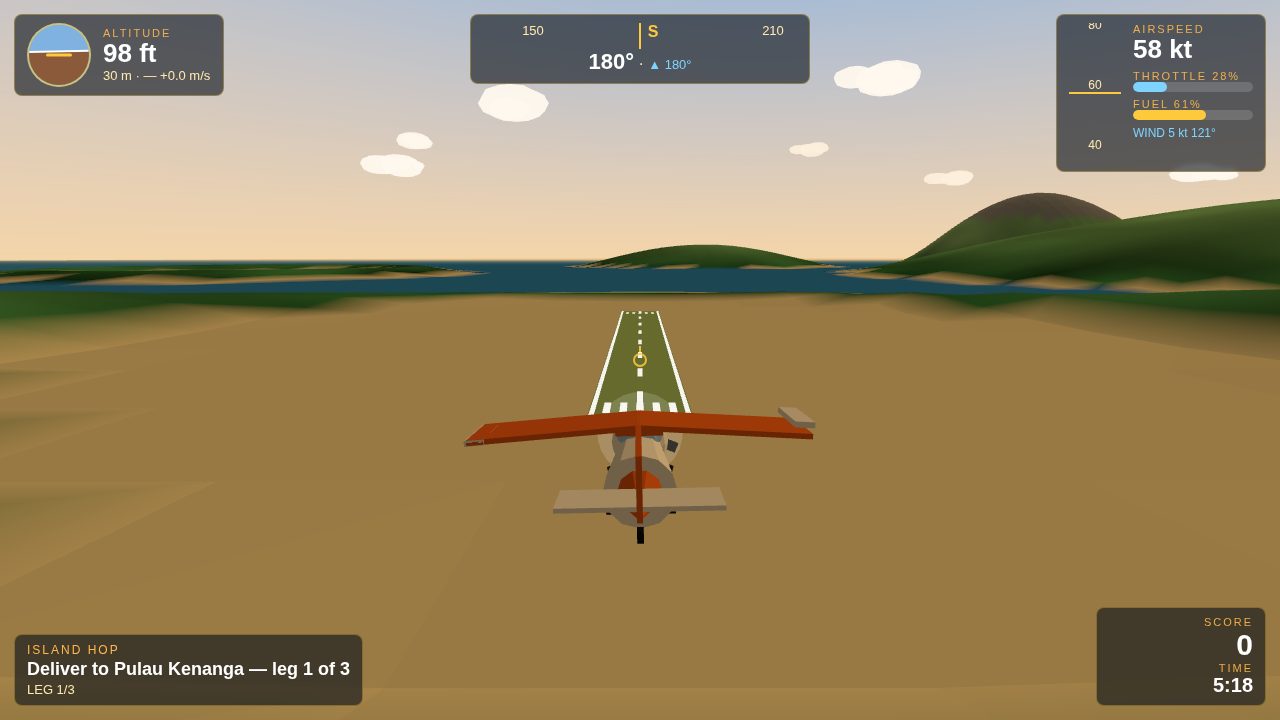 ALTITUDE
98 ft
30 m · — +0.0 m/s
150 S 210
180° · ▲ 180°
80
60
40
AIRSPEED
58 kt
THROTTLE 28%
FUEL 61%
WIND 5 kt 121°
ISLAND HOP
Deliver to Pulau Kenanga — leg 1 of 3
LEG 1/3
SCORE
0
TIME
5:18